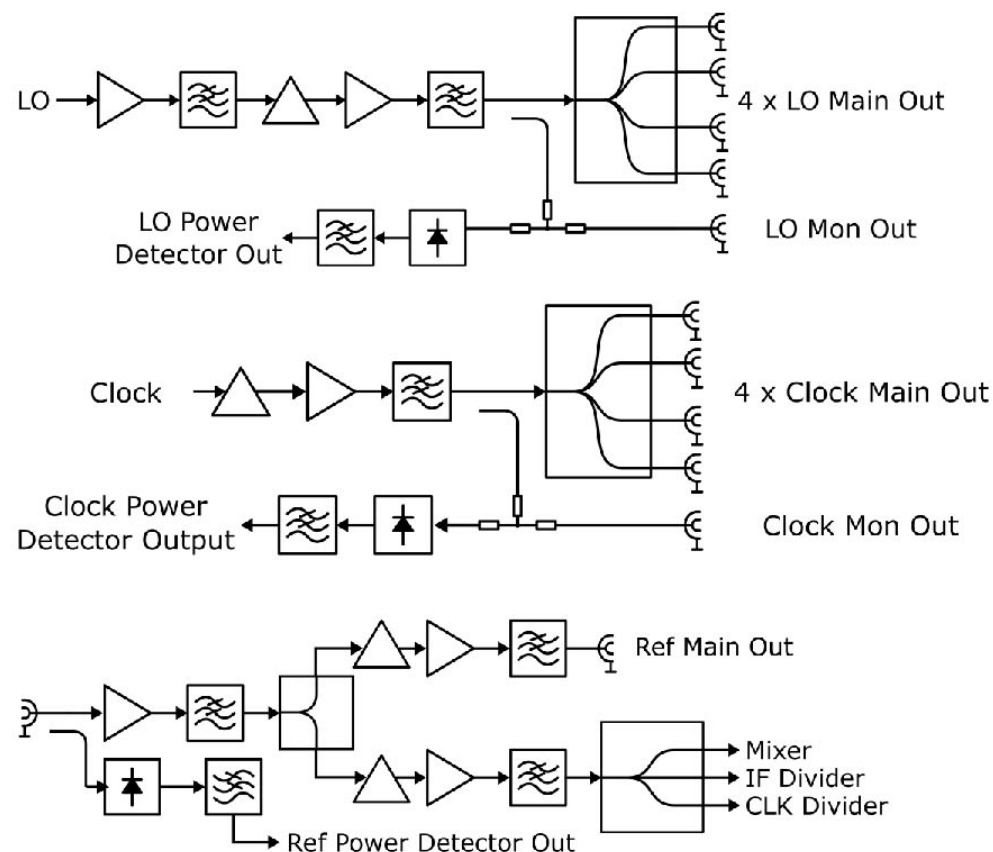 LO
4 x LO Main Out
LO Power
Detector Out
LO Mon Out
Clock
4 x Clock Main Out
Clock Power
Detector Output
Clock Mon Out
Ref Main Out
Mixer
IF Divider
CLK Divider
Ref Power Detector Out